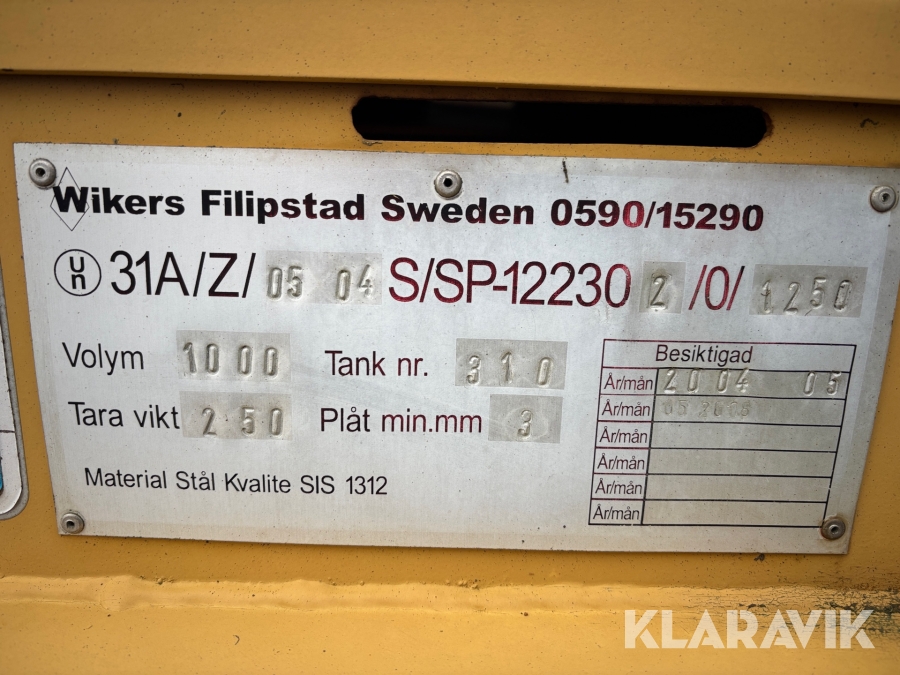 Wikers Filipstad Sweden 0590/15290
un 31A/Z/ 05 04 S/SP-12230 2 /0/ 1250
Volym 1000 Tank nr. 310
Tara vikt 250 Plåt min.mm 3
Material Stål Kvalite SIS 1312
Besiktigad
År/mån 2004 05
År/mån
År/mån
År/mån
År/mån
År/mån
KLARAVIK